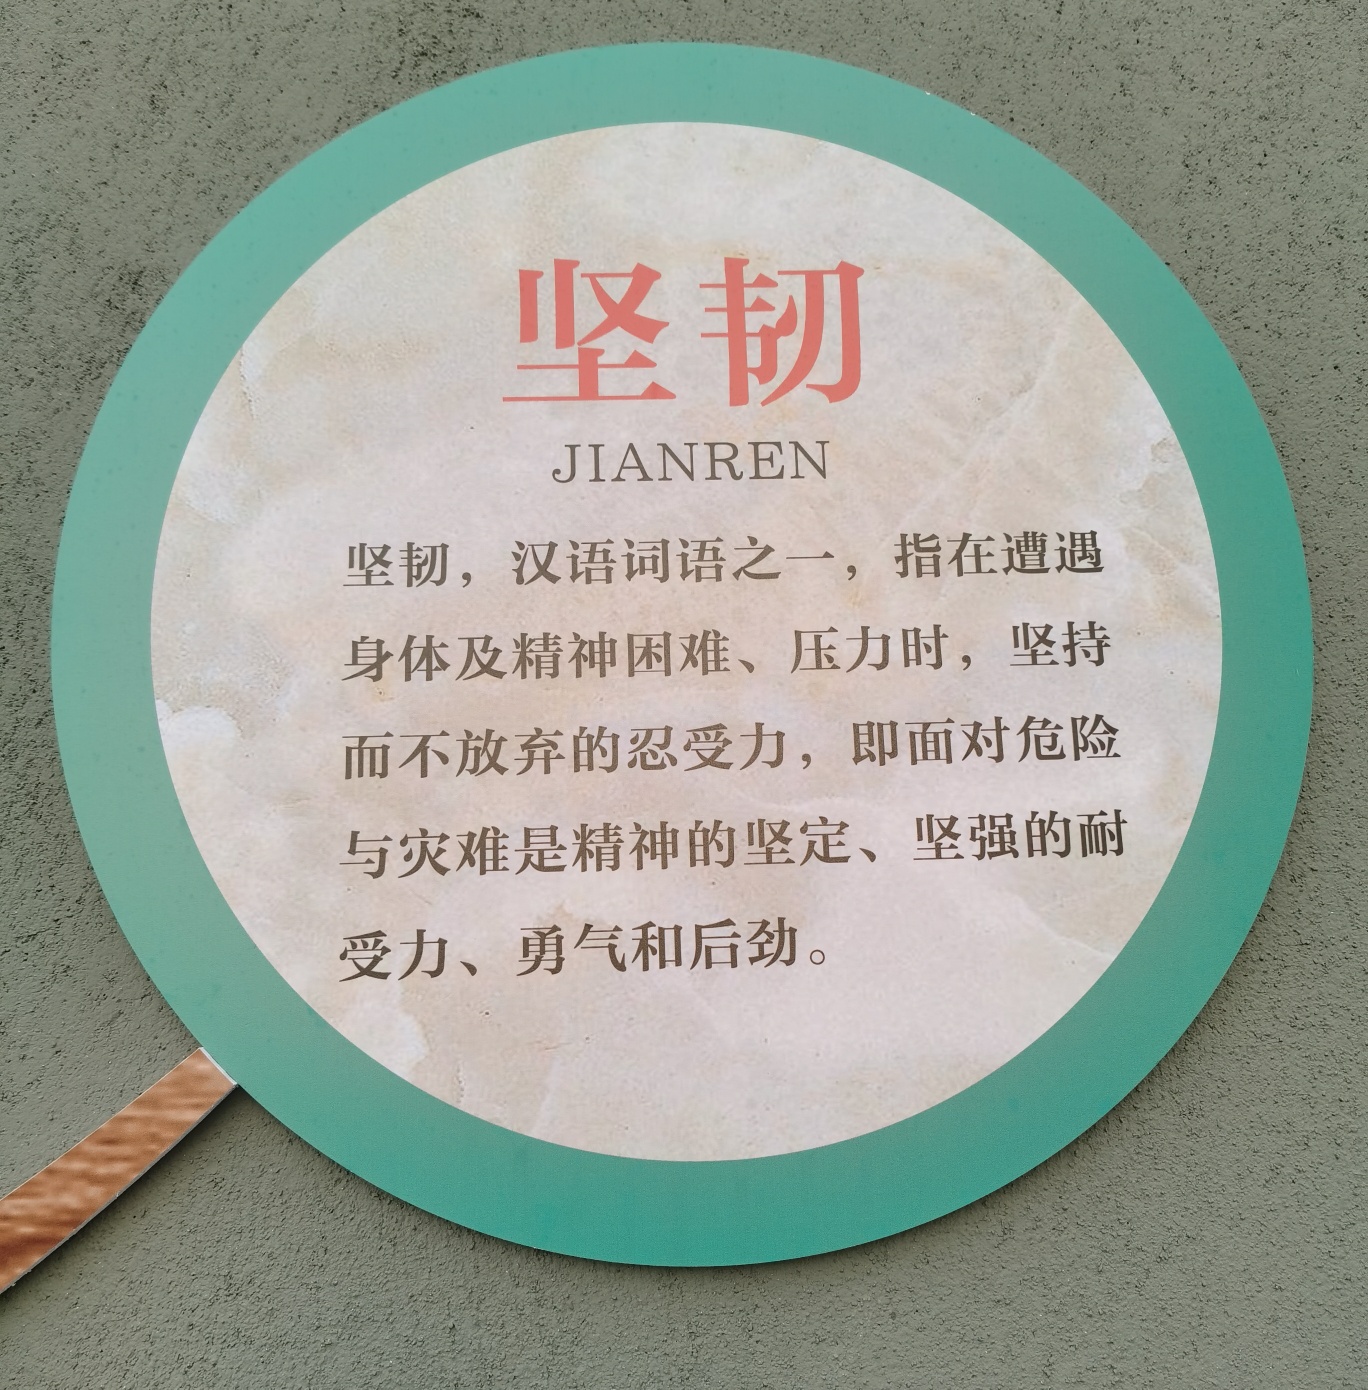 坚韧
JIANREN
坚韧，汉语词语之一，指在遭遇
身体及精神困难、压力时，坚持
而不放弃的忍受力，即面对危险
与灾难是精神的坚定、坚强的耐
受力、勇气和后劲。